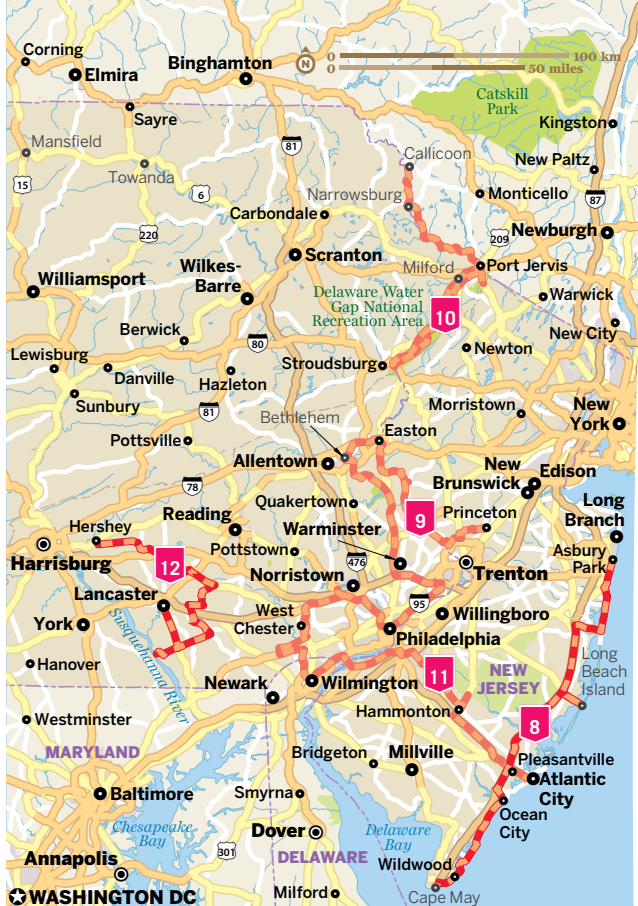 Corning
Elmira
Binghamton
N
0
100 km
0
50 miles
Catskill
Park
Sayre
Kingston
Mansfield
81
Callicoon
New Paltz
Towanda
15
6
Narrowsburg
Monticello
87
Carbondale
220
209
Newburgh
Scranton
Milford
Port Jervis
Williamsport
Wilkes-
Barre
Delaware Water
Gap National
Recreation Area
Warwick
10
Berwick
New City
80
Lewisburg
Stroudsburg
Newton
Danville
Hazleton
Sunbury
81
Morristown
New
York
Bethlehem
Pottsville
Easton
Allentown
New
Brunswick
Edison
78
Quakertown
Long
Branch
Reading
9
Princeton
Hershey
Warminster
Asbury
Park
Harrisburg
Pottstown
12
476
Trenton
Norristown
Lancaster
95
West
Chester
Willingboro
York
Philadelphia
Susquehanna
River
Long
Beach
Island
Hanover
11
NEW
JERSEY
Newark
Wilmington
Hammonton
Westminster
8
MARYLAND
Bridgeton
Millville
Pleasantville
Atlantic
City
Baltimore
Smyrna
Ocean
City
Chesapeake
Bay
Dover
Delaware
Bay
301
DELAWARE
Annapolis
Wildwood
WASHINGTON DC
Milford
Cape May